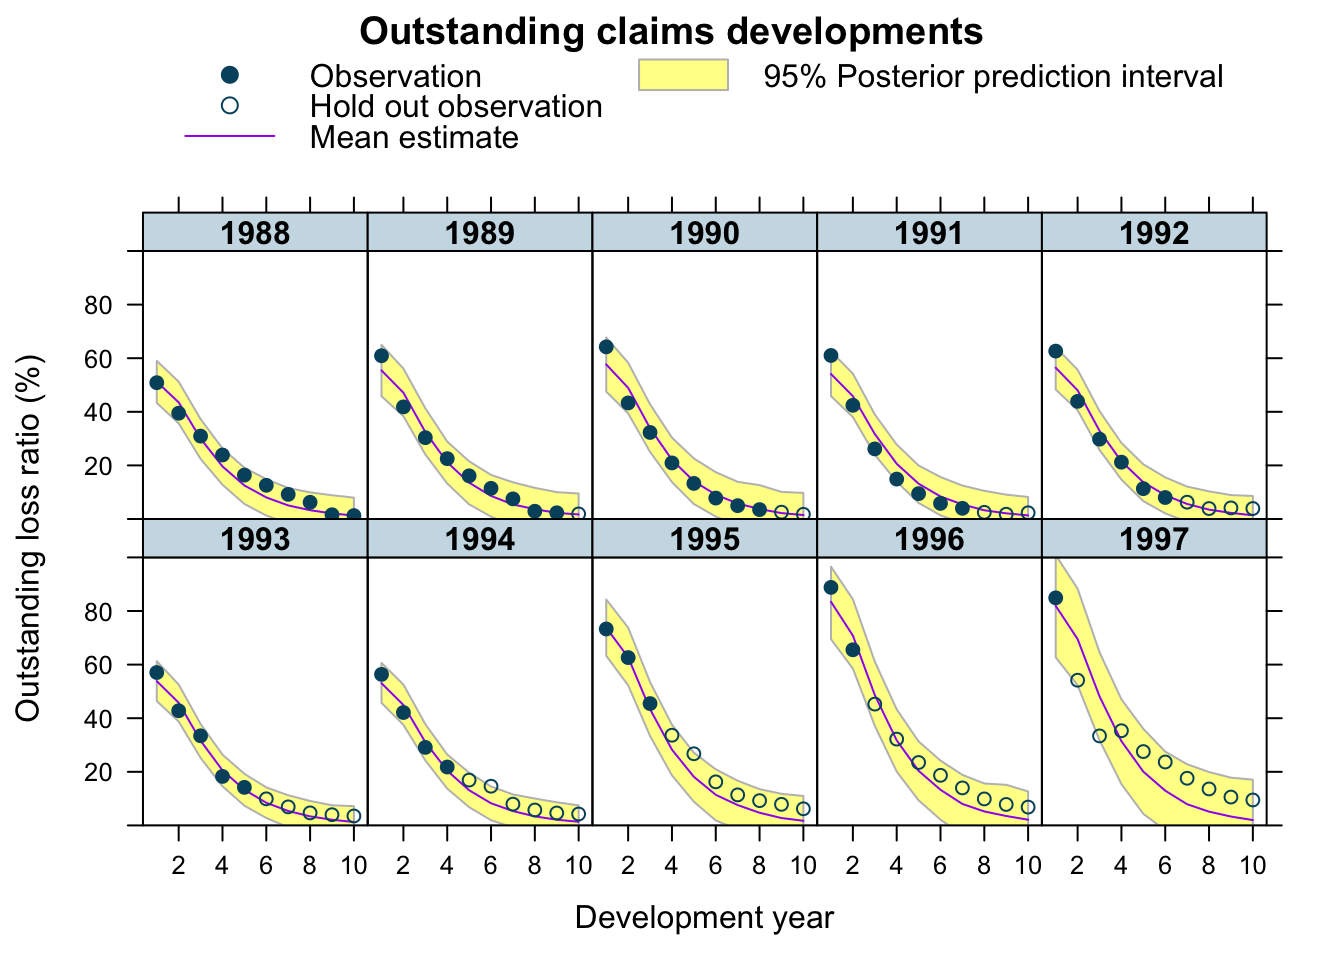 Outstanding claims developments
Observation
95% Posterior prediction interval
Hold out observation
Mean estimate
1988 1989 1990 1991 1992
80
60
40
20
1993 1994 1995 1996 1997
80
60
40
20
2 4 6 8 10 2 4 6 8 10 2 4 6 8 10 2 4 6 8 10 2 4 6 8 10
Outstanding loss ratio (%)
Development year